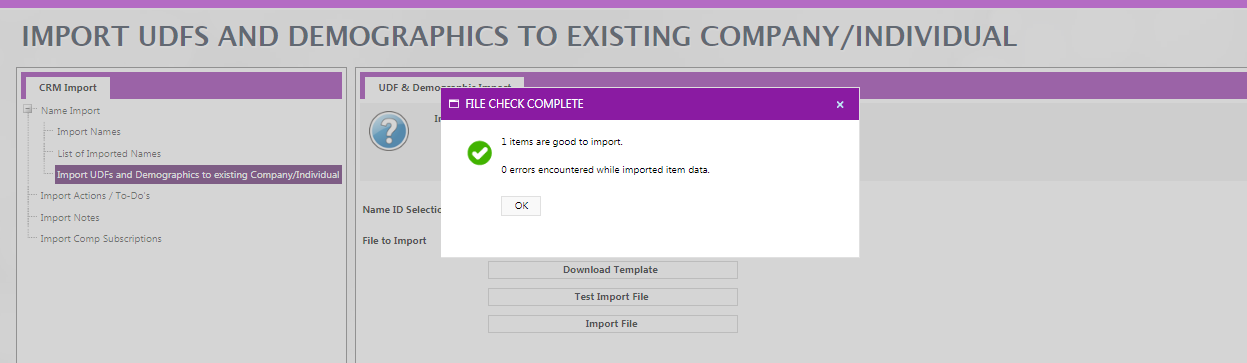 IMPORT UDFS AND DEMOGRAPHICS TO EXISTING COMPANY/INDIVIDUAL
CRM Import
Name Import
Import Names
List of Imported Names
Import UDFs and Demographics to existing Company/Individual
Import Actions / To-Do's
Import Notes
Import Comp Subscriptions
UDF & Demographic Import
FILE CHECK COMPLETE
1 items are good to import.
0 errors encountered while imported item data.
OK
Name ID Selectio
File to Import
Download Template
Test Import File
Import File